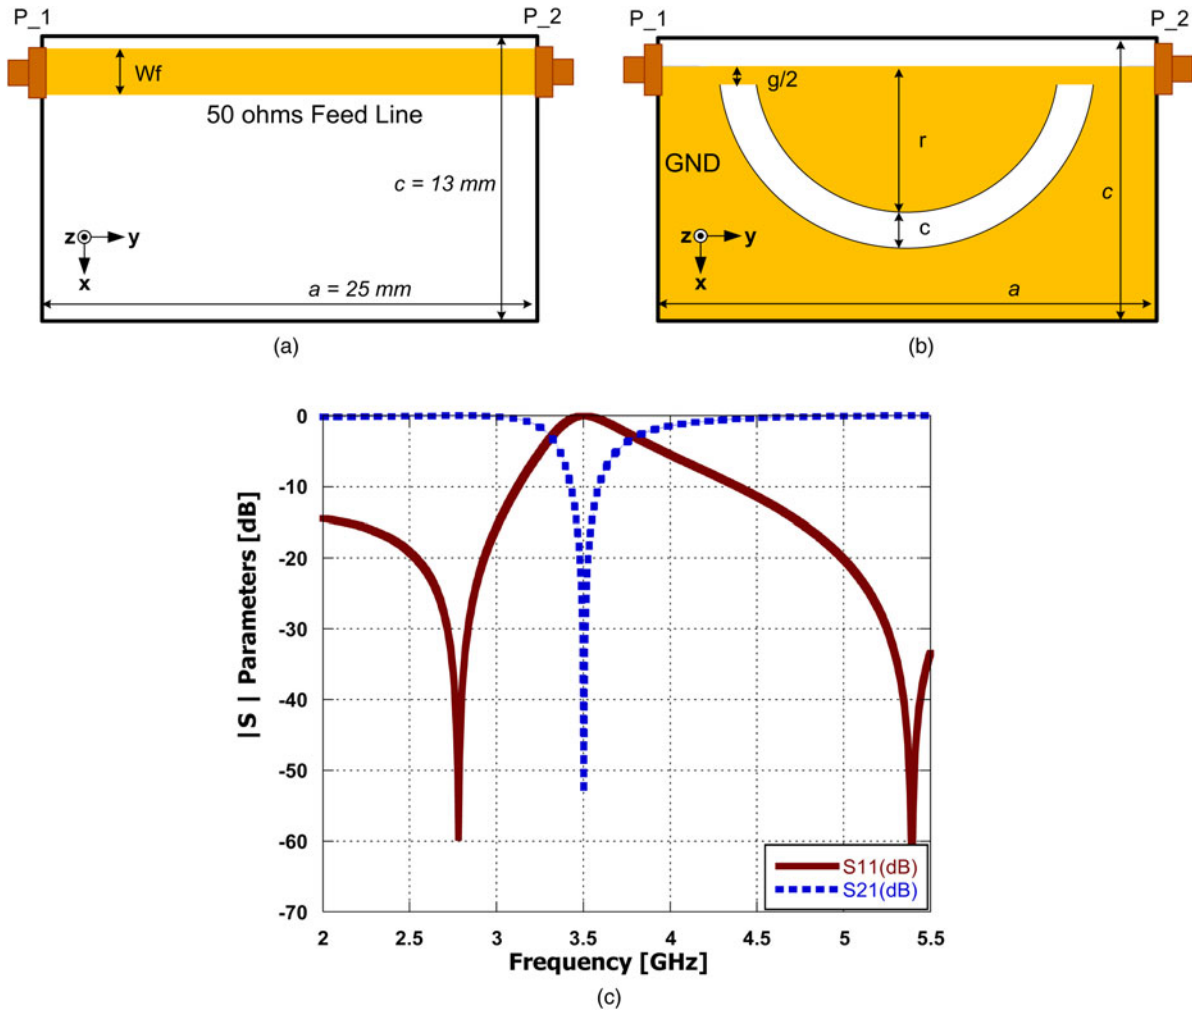 P_1 P_2
Wf
50 ohms Feed Line
c = 13 mm
z y
x
a = 25 mm
(a)
P_1 P_2
g/2
r
GND
c
c
z y
x
a
(b)
|S | Parameters [dB]
0
-10
-20
-30
-40
-50
-60
-70
S11(dB)
S21(dB)
2 2.5 3 3.5 4 4.5 5 5.5
Frequency [GHz]
(c)